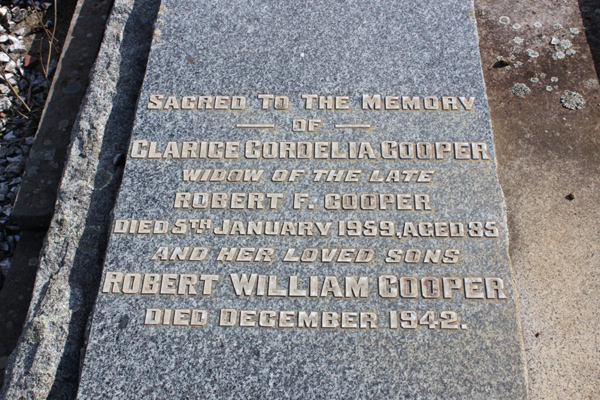 SACRED TO THE MEMORY
— OF —
CLARICE CORDELIA COOPER
WIDOW OF THE LATE
ROBERT F. COOPER
DIED 5TH JANUARY 1959, AGED 85
AND HER LOVED SONS
ROBERT WILLIAM COOPER
DIED DECEMBER 1942.